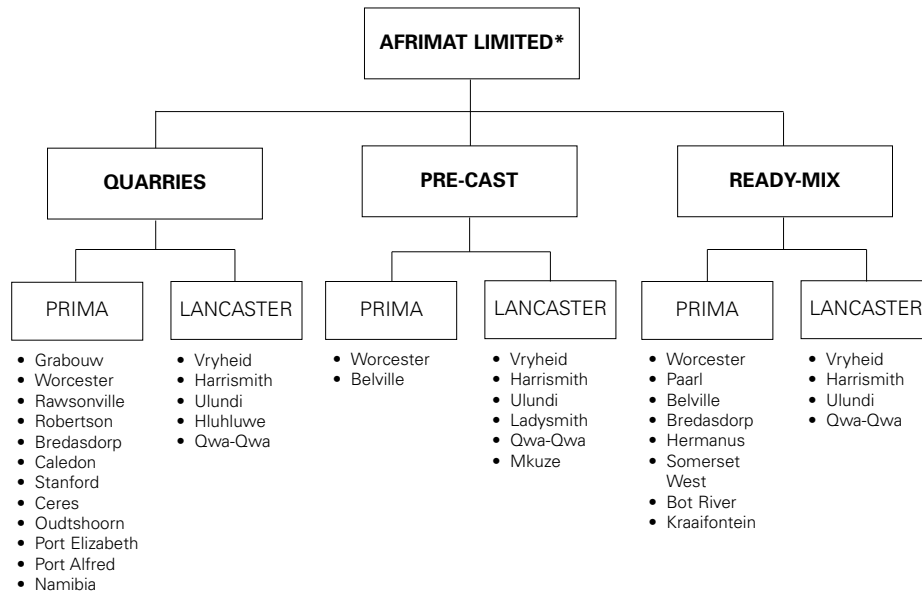 AFRIMAT LIMITED*
QUARRIES
PRE-CAST
READY-MIX
PRIMA
LANCASTER
PRIMA
LANCASTER
PRIMA
LANCASTER
• Grabouw
• Worcester
• Rawsonville
• Robertson
• Bredasdorp
• Caledon
• Stanford
• Ceres
• Oudtshoorn
• Port Elizabeth
• Port Alfred
• Namibia
• Vryheid
• Harrismith
• Ulundi
• Hluhluwe
• Qwa-Qwa
• Worcester
• Belville
• Vryheid
• Harrismith
• Ulundi
• Ladysmith
• Qwa-Qwa
• Mkuze
• Worcester
• Paarl
• Belville
• Bredasdorp
• Hermanus
• Somerset
West
• Bot River
• Kraaifontein
• Vryheid
• Harrismith
• Ulundi
• Qwa-Qwa